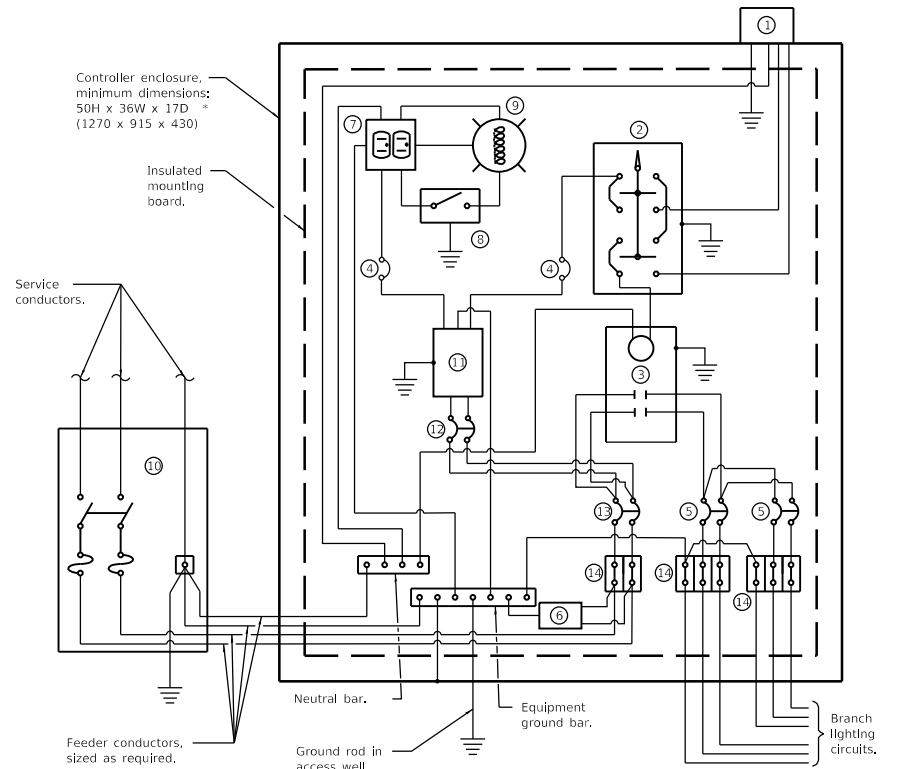 1
Controller enclosure,
minimum dimensions:
50H x 36W x 17D *
(1270 x 915 x 430)
9
7
2
Insulated
mounting
board.
8
4
4
Service
conductors.
11
3
12
10
13
5
5
14
14
14
6
Neutral bar.
Equipment
ground bar.
Feeder conductors,
sized as required.
Ground rod in
access well.
Branch
lighting
circuits.